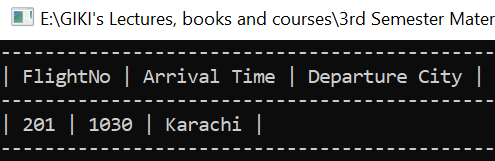 E:\GIKI's Lectures, books and courses\3rd Semester Mater
--------------------------------------------------
| FlightNo | Arrival Time | Departure City |
--------------------------------------------------
| 201 | 1030 | Karachi |
--------------------------------------------------